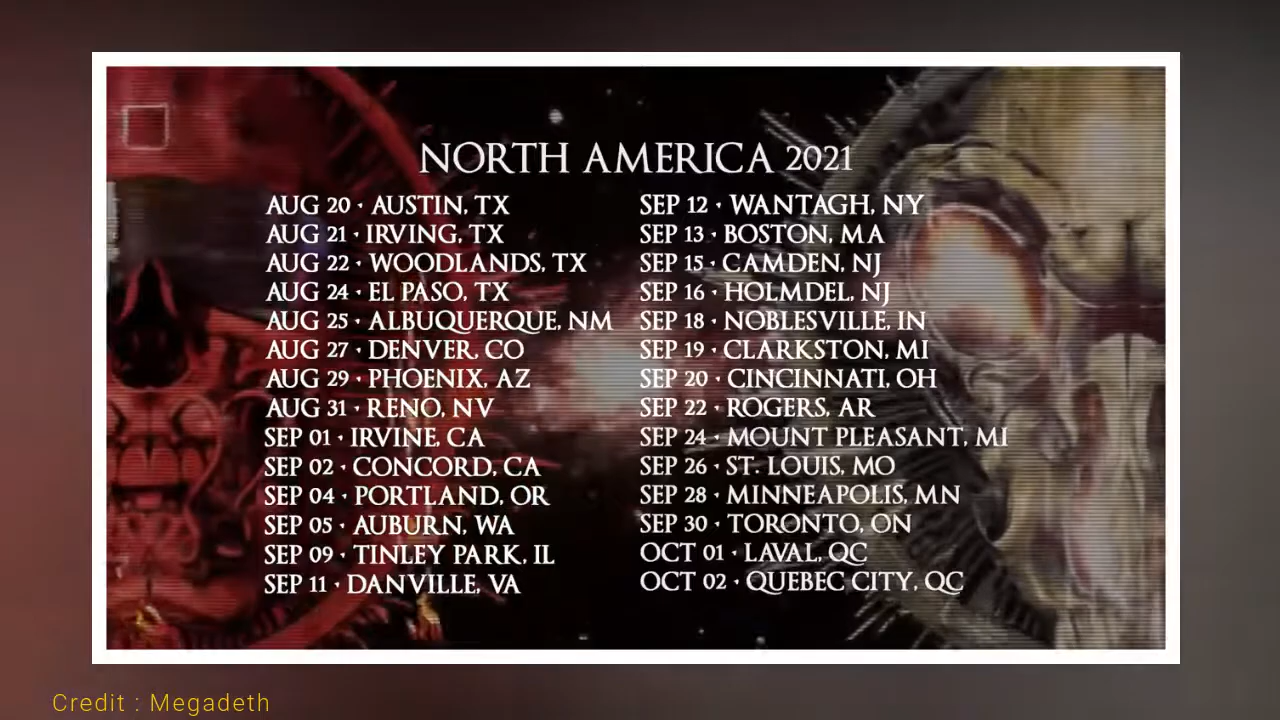 NORTH AMERICA 2021
AUG 20 • AUSTIN, TX
AUG 21 • IRVING, TX
AUG 22 • WOODLANDS, TX
AUG 24 • EL PASO, TX
AUG 25 • ALBUQUERQUE, NM
AUG 27 • DENVER, CO
AUG 29 • PHOENIX, AZ
AUG 31 • RENO, NV
SEP 01 • IRVINE, CA
SEP 02 • CONCORD, CA
SEP 04 • PORTLAND, OR
SEP 05 • AUBURN, WA
SEP 09 • TINLEY PARK, IL
SEP 11 • DANVILLE, VA
SEP 12 • WANTAGH, NY
SEP 13 • BOSTON, MA
SEP 15 • CAMDEN, NJ
SEP 16 • HOLMDEL, NJ
SEP 18 • NOBLESVILLE, IN
SEP 19 • CLARKSTON, MI
SEP 20 • CINCINNATI, OH
SEP 22 • ROGERS, AR
SEP 24 • MOUNT PLEASANT, MI
SEP 26 • ST. LOUIS, MO
SEP 28 • MINNEAPOLIS, MN
SEP 30 • TORONTO, ON
OCT 01 • LAVAL, QC
OCT 02 • QUEBEC CITY, QC
Credit : Megadeth